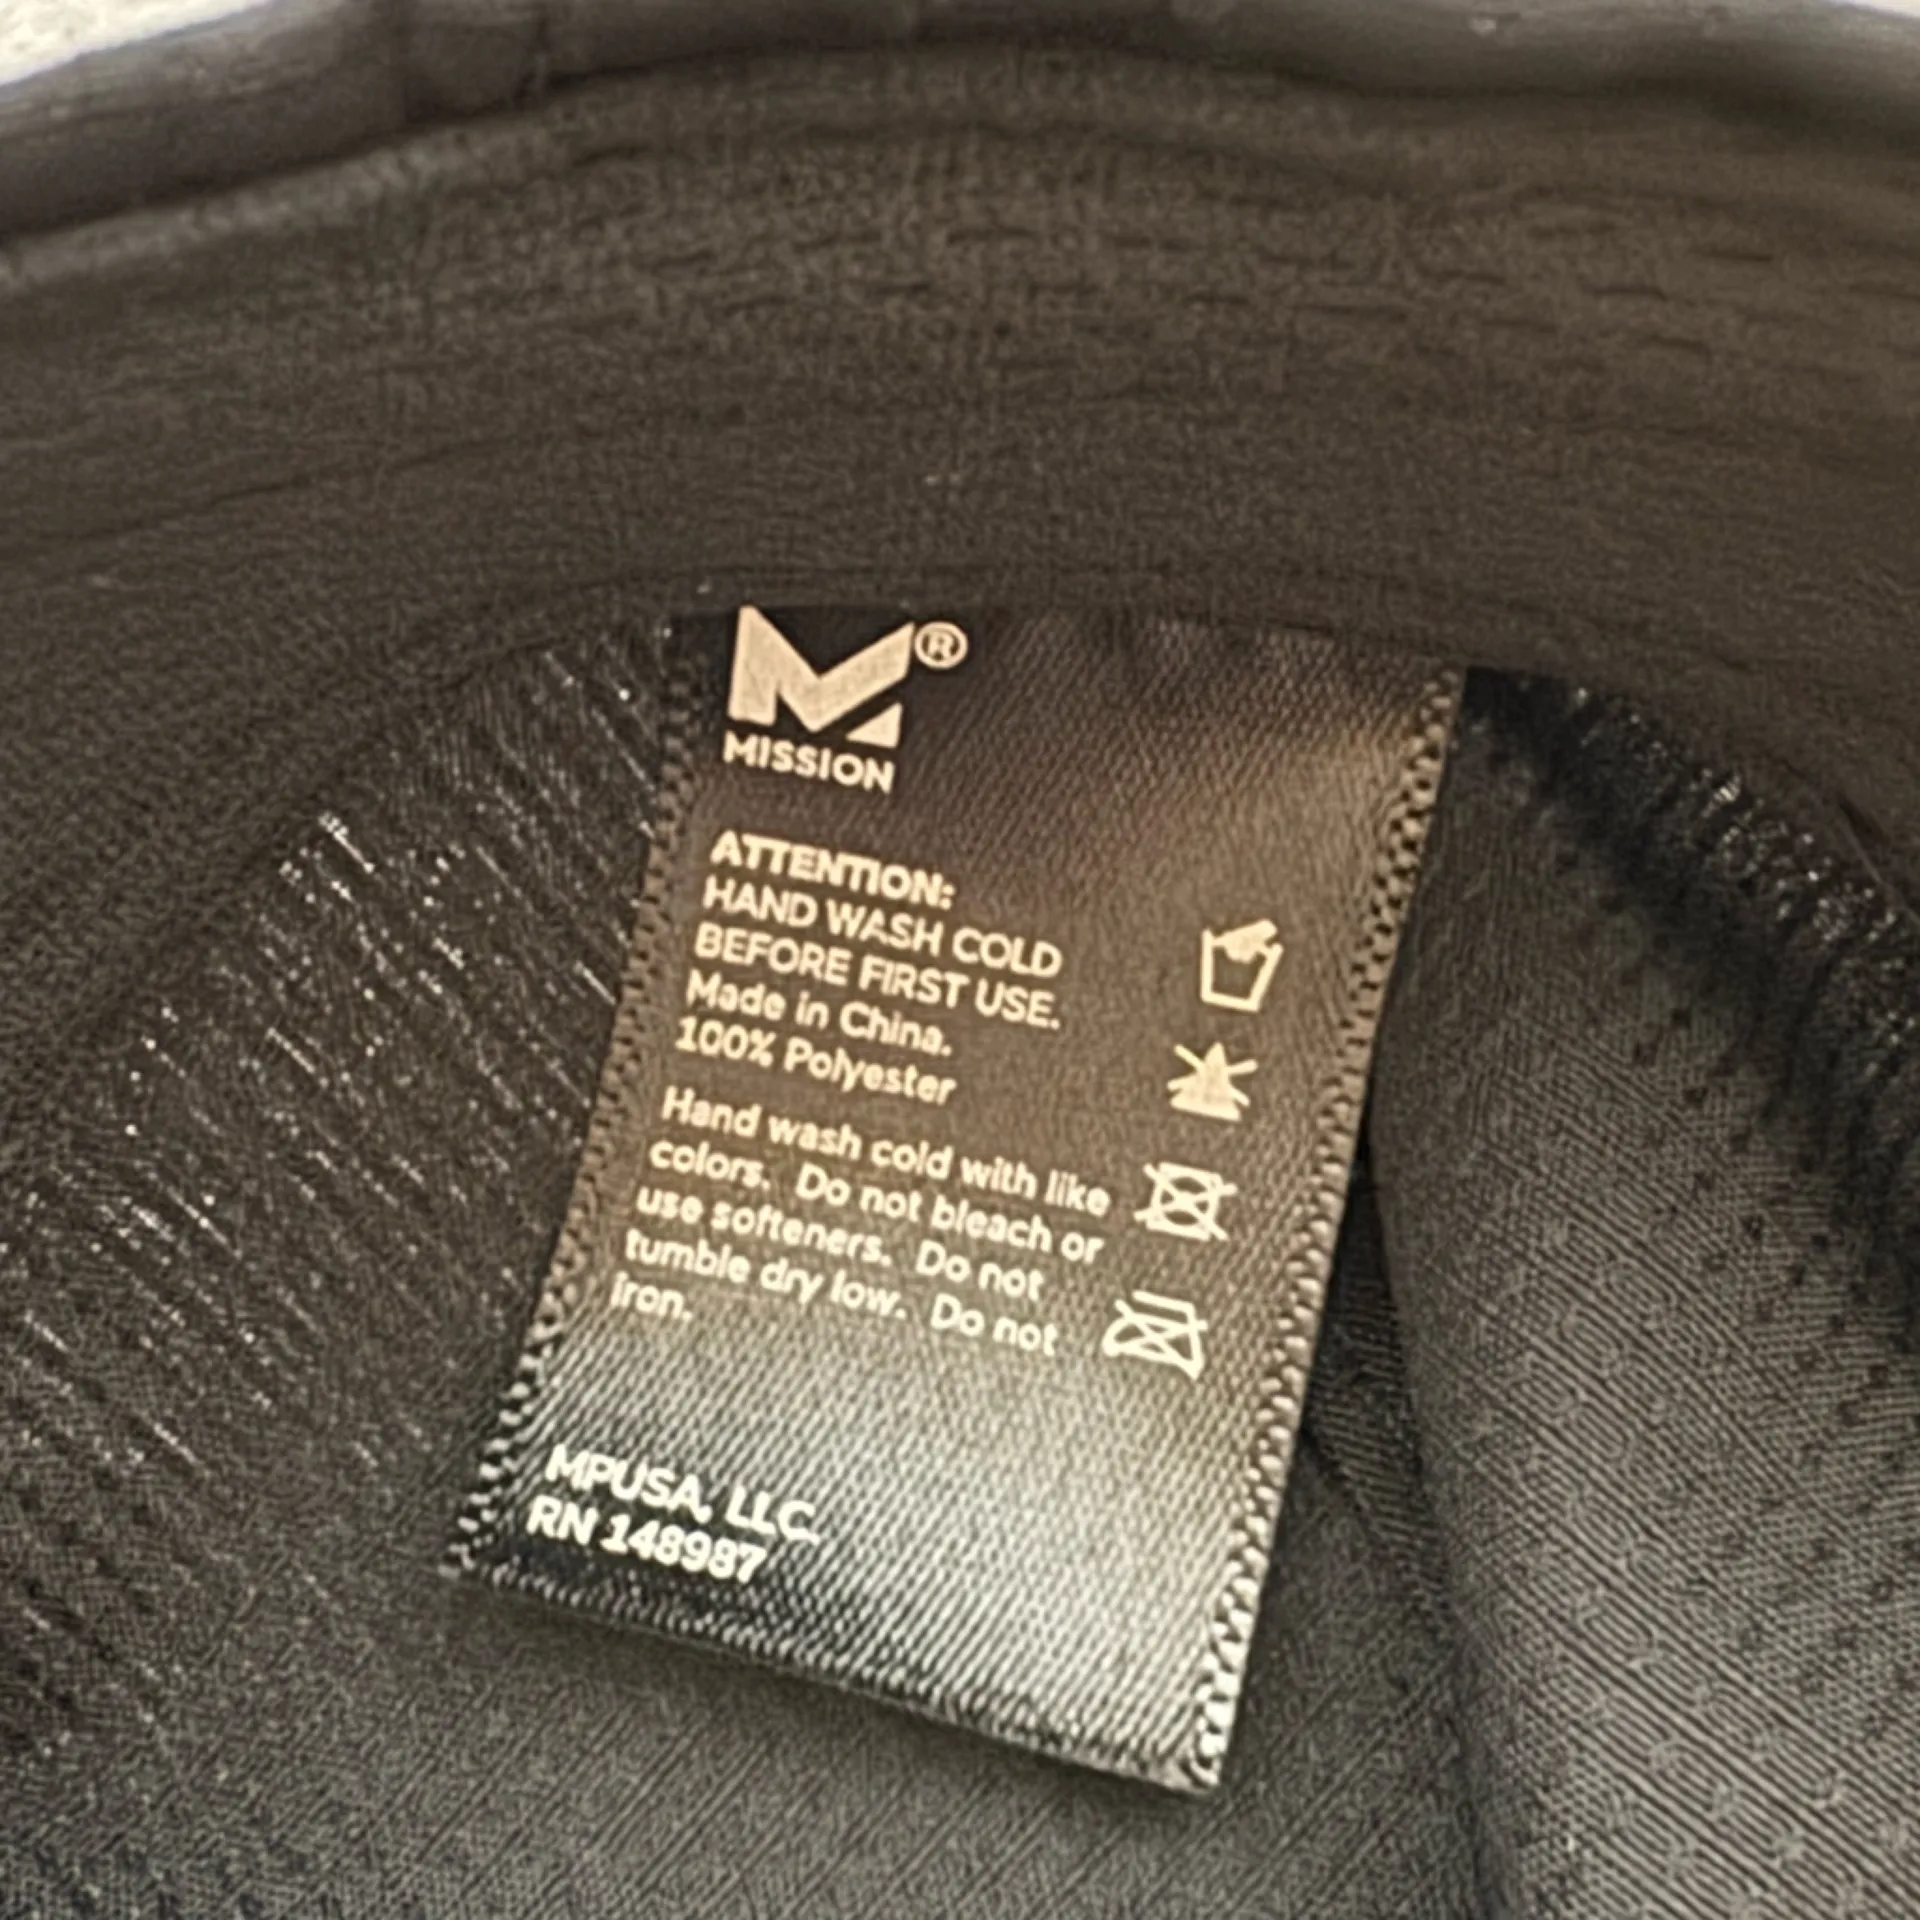 M®
MISSION
ATTENTION:
HAND WASH COLD
BEFORE FIRST USE.
Made in China.
100% Polyester
Hand wash cold with like
colors. Do not bleach or
use softeners. Do not
tumble dry low. Do not
iron.
MPUSA, LLC.
RN 148987